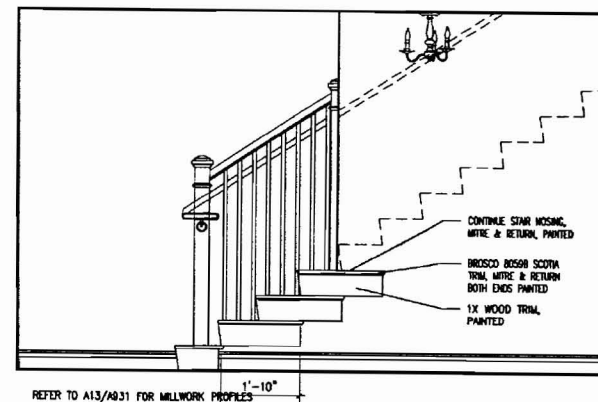 CONTINUE STAIR NOSING,
MITRE & RETURN, PAINTED
BROSCO 8059B SCOTIA
TRIM, MITRE & RETURN
BOTH ENDS PAINTED
1X WOOD TRIM,
PAINTED
1'-10"
REFER TO A13/A931 FOR MILLWORK PROFILES